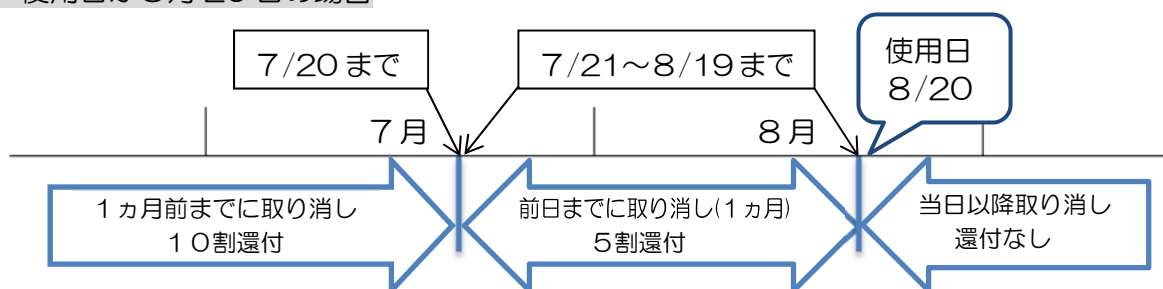 7/20まで
7/21～8/19まで
使用日
8/20
7月
8月
1ヵ月前までに取り消し
10割還付
前日までに取り消し(1ヵ月)
5割還付
当日以降取り消し
還付なし